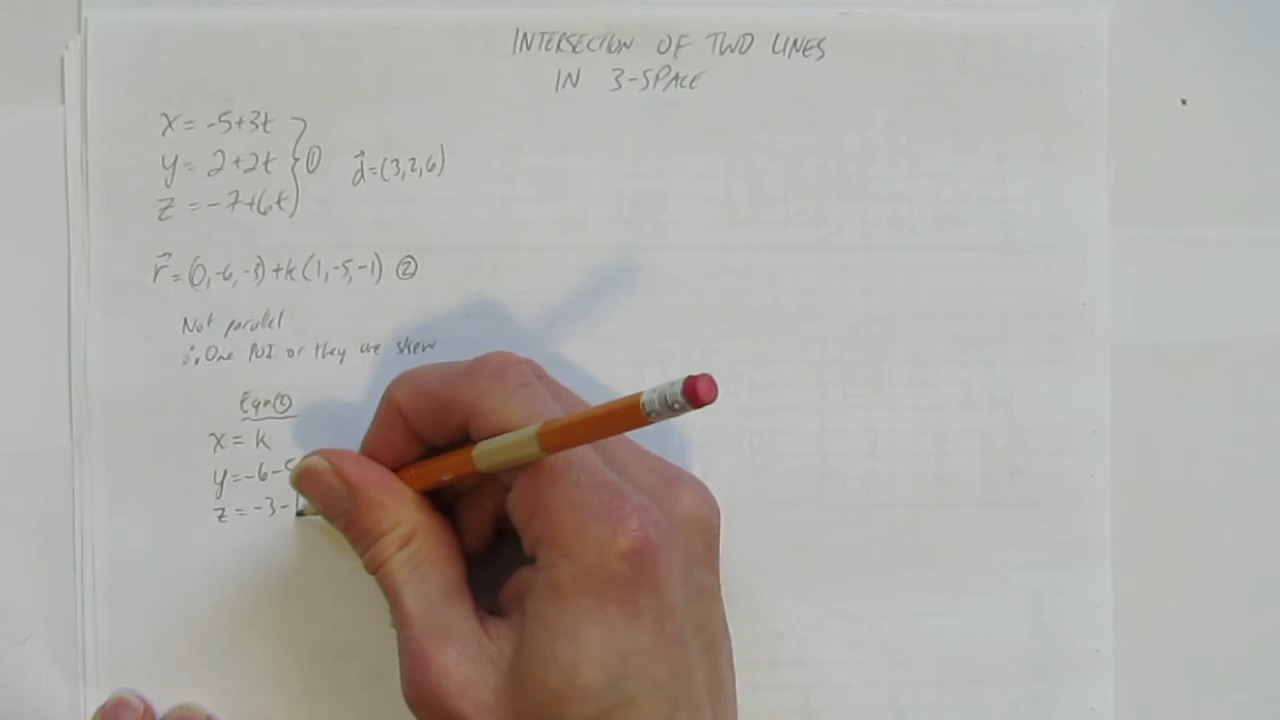 INTERSECTION OF TWO LINES
IN 3-SPACE
x = -5+3t
y = 2+2t
z = -7+6t
① d⃗=(3,2,6)
r⃗ = (0,-6,-3)+k(1,-5,-1) ②
Not parallel
∴ One POI or they are skew
Eqn②
x = k
y = -6-5
z = -3-